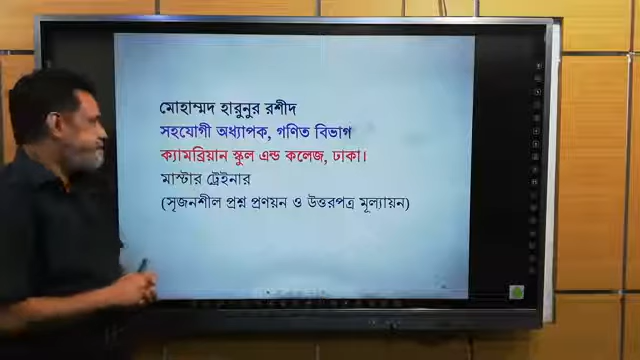 মোহাম্মদ হারুনুর রশীদ
সহযোগী অধ্যাপক, গণিত বিভাগ
ক্যামব্রিয়ান স্কুল এন্ড কলেজ, ঢাকা।
মাস্টার ট্রেইনার
(সৃজনশীল প্রশ্ন প্রণয়ন ও উত্তরপত্র মূল্যায়ন)